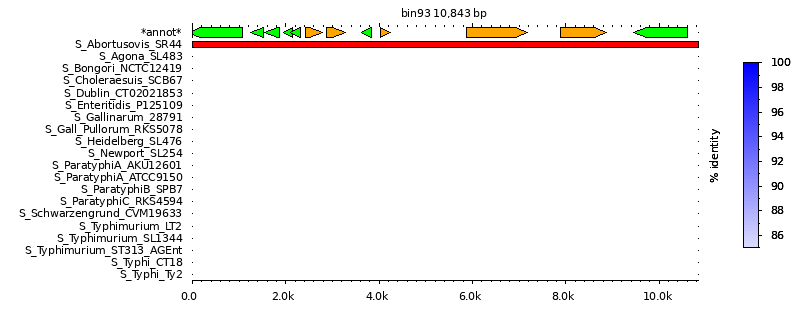 bin93 10,843 bp
*annot*
S_Abortusovis_SR44
S_Agona_SL483
S_Bongori_NCTC12419
S_Choleraesuis_SCB67
S_Dublin_CT02021853
S_Enteritidis_P125109
S_Gallinarum_28791
S_Gall_Pullorum_RKS5078
S_Heidelberg_SL476
S_Newport_SL254
S_ParatyphiA_AKU12601
S_ParatyphiA_ATCC9150
S_ParatyphiB_SPB7
S_ParatyphiC_RKS4594
S_Schwarzengrund_CVM19633
S_Typhimurium_LT2
S_Typhimurium_SL1344
S_Typhimurium_ST313_AGEnt
S_Typhi_CT18
S_Typhi_Ty2
0.0 2.0k 4.0k 6.0k 8.0k 10.0k
% identity
100
98
96
94
92
90
88
86